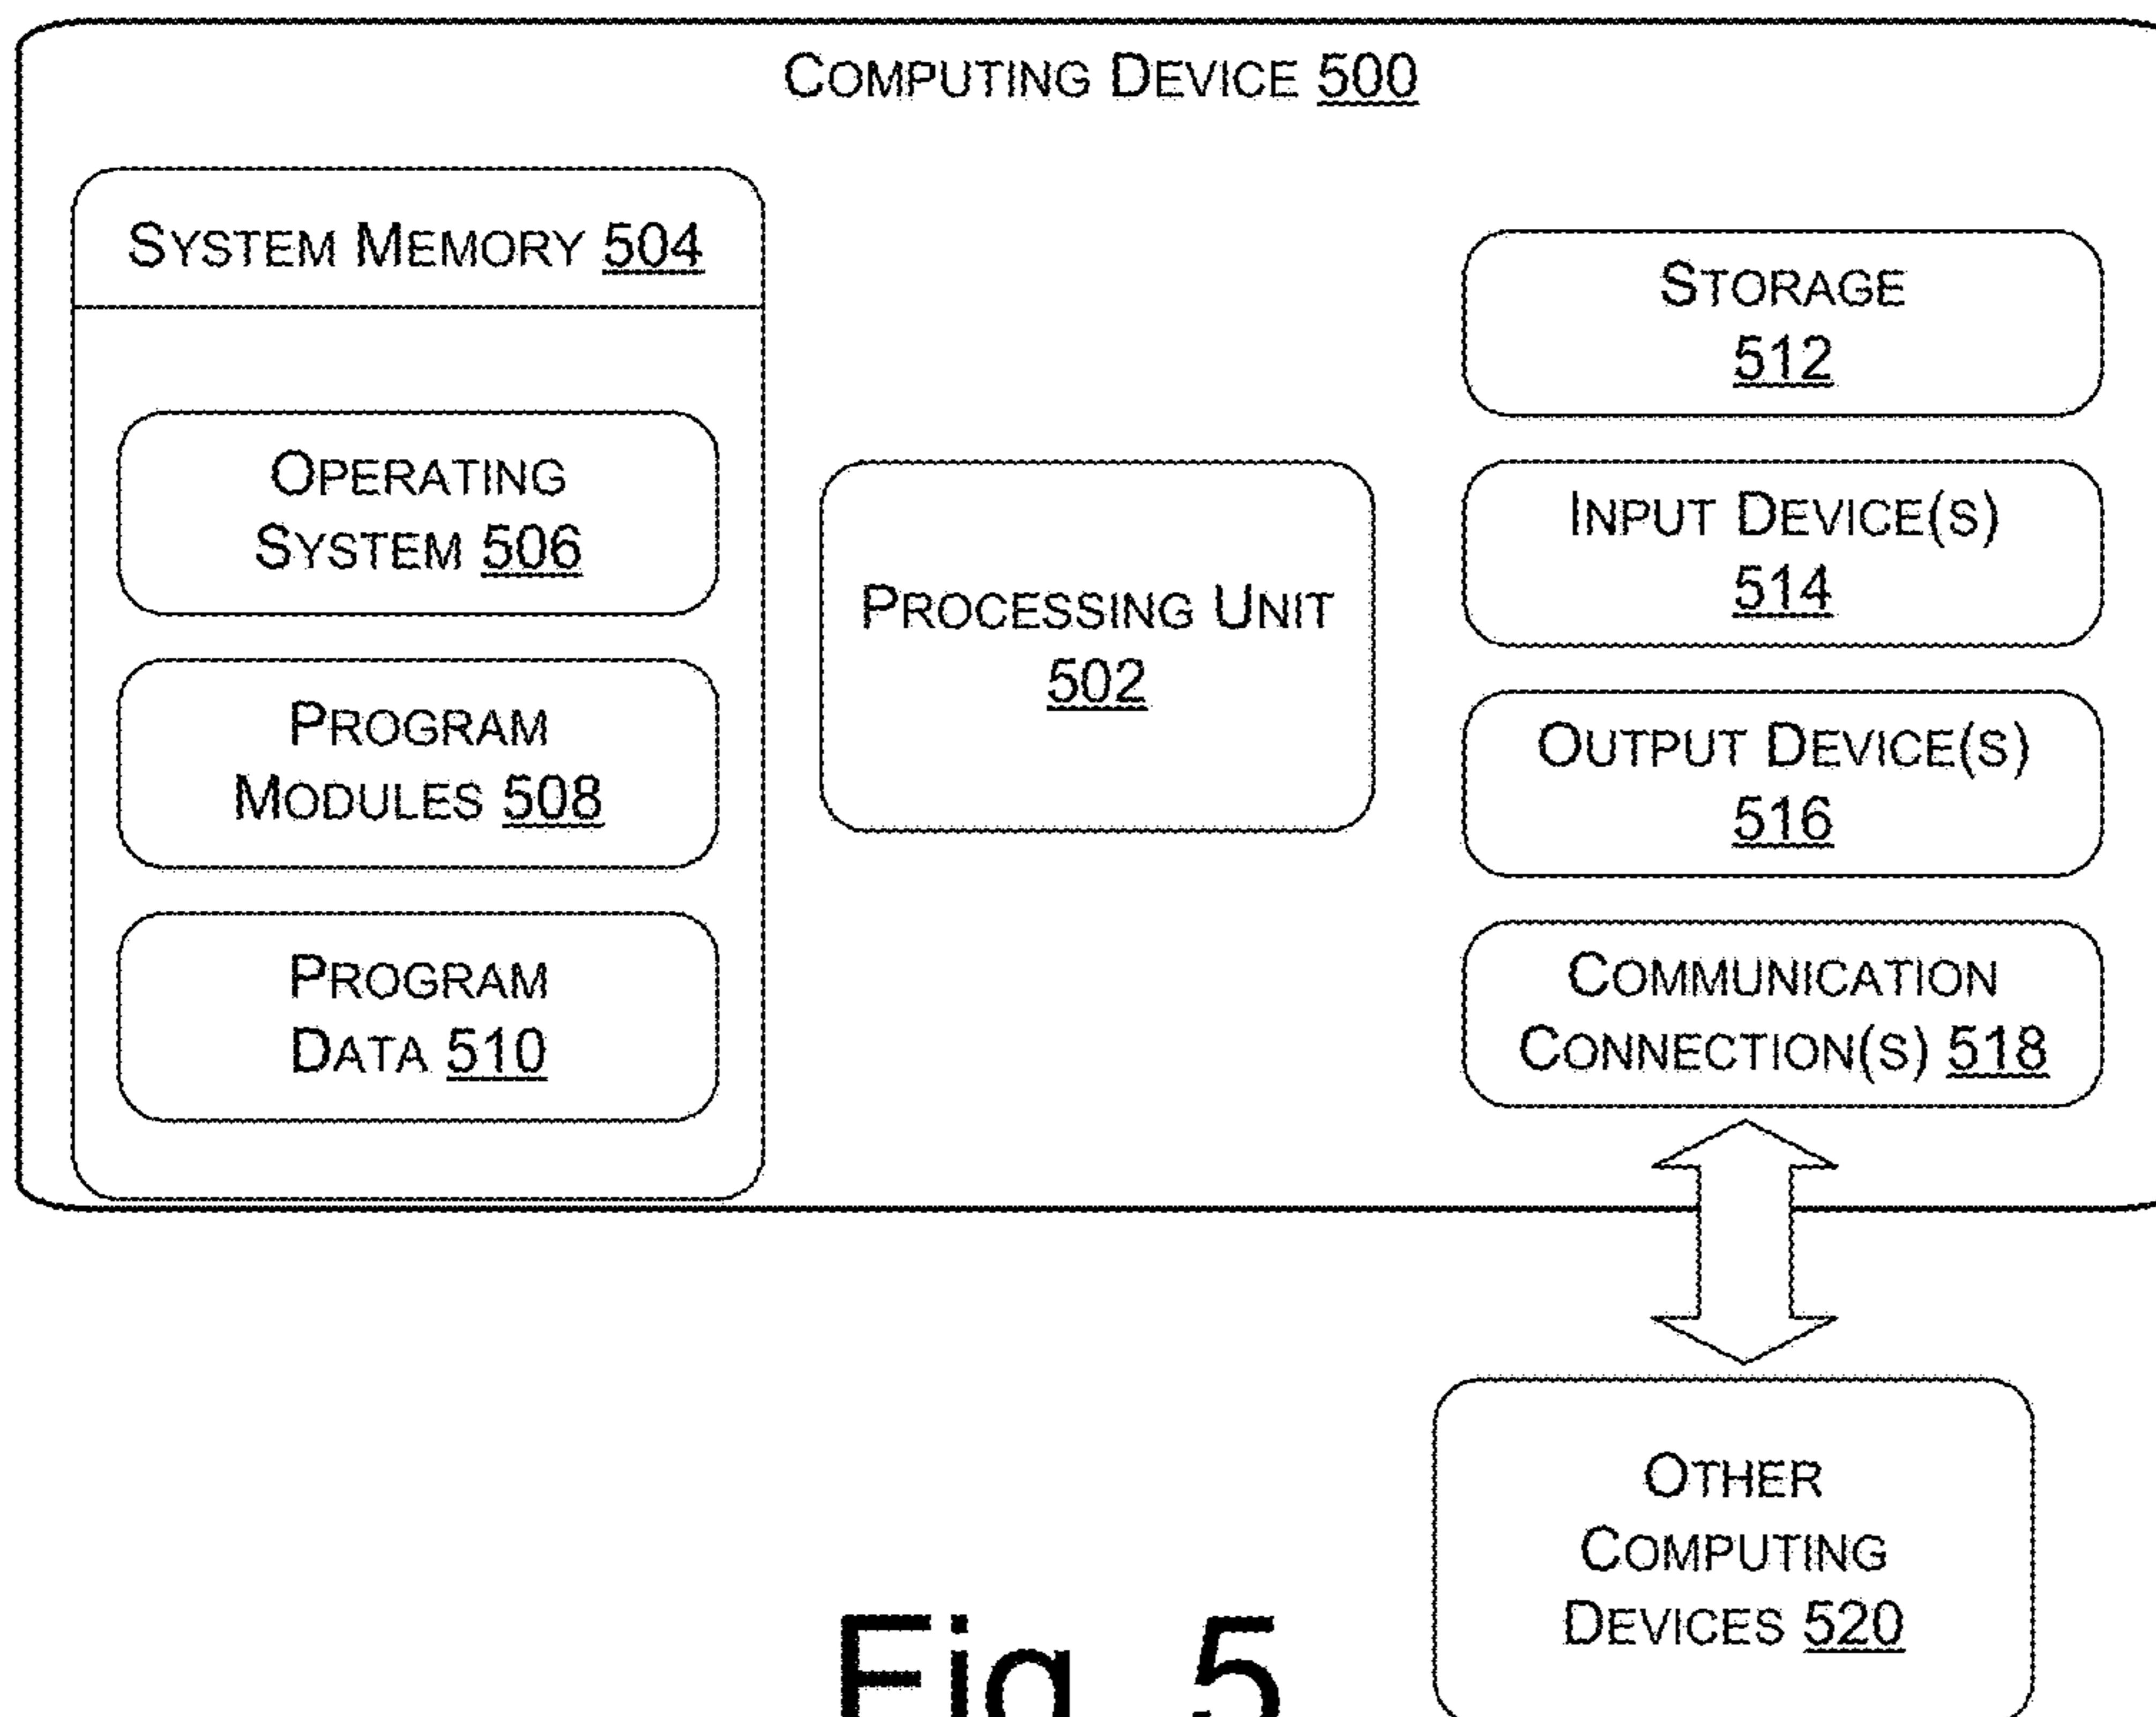 COMPUTING DEVICE 500
SYSTEM MEMORY 504
OPERATING
SYSTEM 506
PROGRAM
MODULES 508
PROGRAM
DATA 510
PROCESSING UNIT
502
STORAGE
512
INPUT DEVICE(S)
514
OUTPUT DEVICE(S)
516
COMMUNICATION
CONNECTION(S) 518
OTHER
COMPUTING
DEVICES 520
Fig. 5